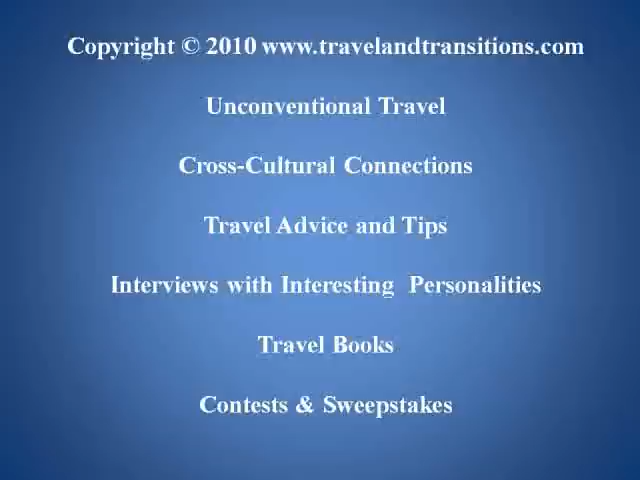 Copyright © 2010 www.travelandtransitions.com
Unconventional Travel
Cross-Cultural Connections
Travel Advice and Tips
Interviews with Interesting  Personalities
Travel Books
Contests & Sweepstakes